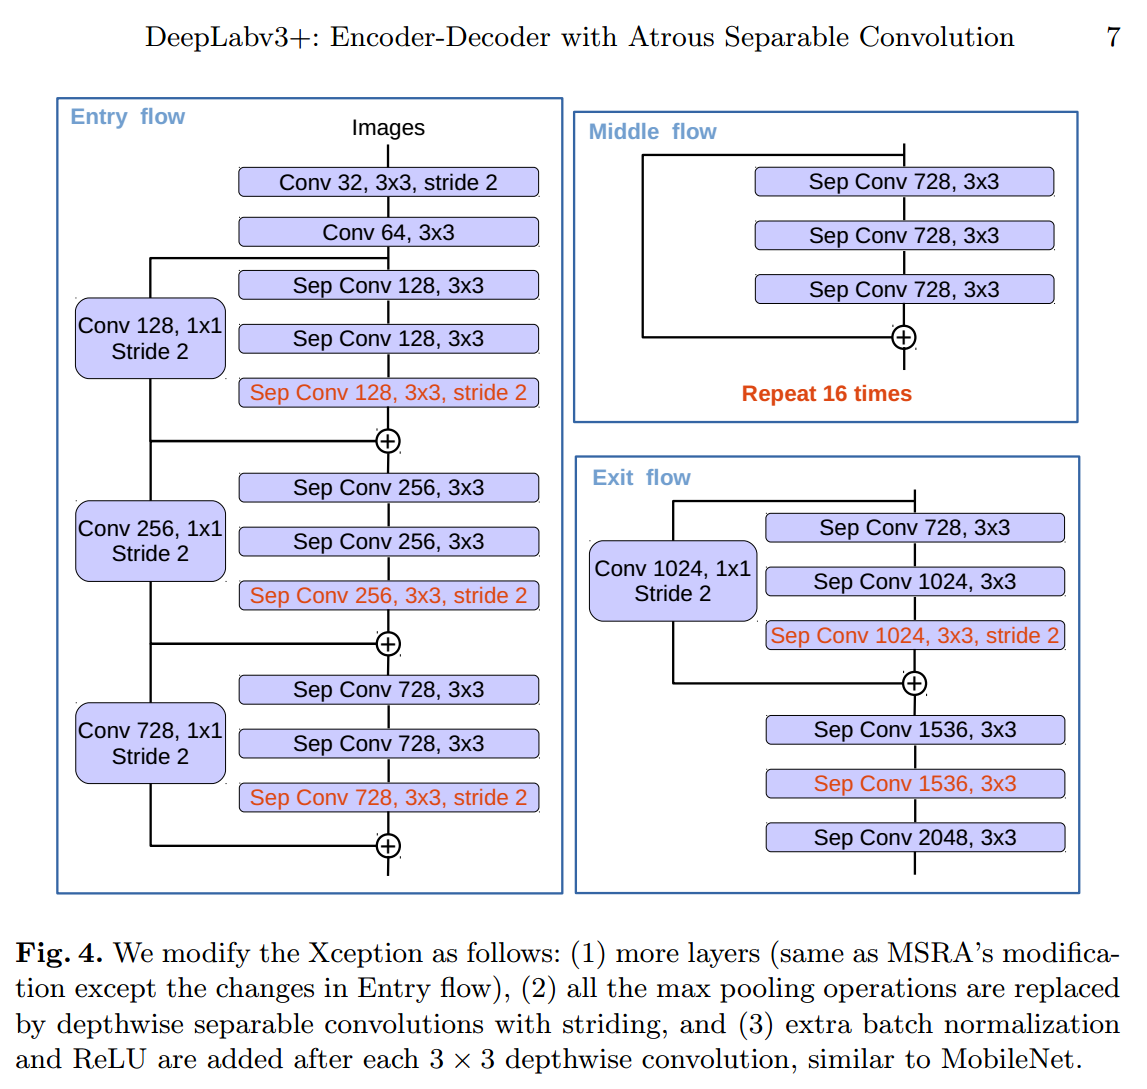 DeepLabv3+: Encoder-Decoder with Atrous Separable Convolution 7
Entry flow
Images
Conv 32, 3x3, stride 2
Conv 64, 3x3
Sep Conv 128, 3x3
Conv 128, 1x1
Stride 2
Sep Conv 128, 3x3
Sep Conv 128, 3x3, stride 2
Sep Conv 256, 3x3
Conv 256, 1x1
Stride 2
Sep Conv 256, 3x3
Sep Conv 256, 3x3, stride 2
Sep Conv 728, 3x3
Conv 728, 1x1
Stride 2
Sep Conv 728, 3x3
Sep Conv 728, 3x3, stride 2
Middle flow
Sep Conv 728, 3x3
Sep Conv 728, 3x3
Sep Conv 728, 3x3
Repeat 16 times
Exit flow
Sep Conv 728, 3x3
Conv 1024, 1x1
Stride 2
Sep Conv 1024, 3x3
Sep Conv 1024, 3x3, stride 2
Sep Conv 1536, 3x3
Sep Conv 1536, 3x3
Sep Conv 2048, 3x3
Fig. 4. We modify the Xception as follows: (1) more layers (same as MSRA's modifica-
tion except the changes in Entry flow), (2) all the max pooling operations are replaced
by depthwise separable convolutions with striding, and (3) extra batch normalization
and ReLU are added after each 3 × 3 depthwise convolution, similar to MobileNet.